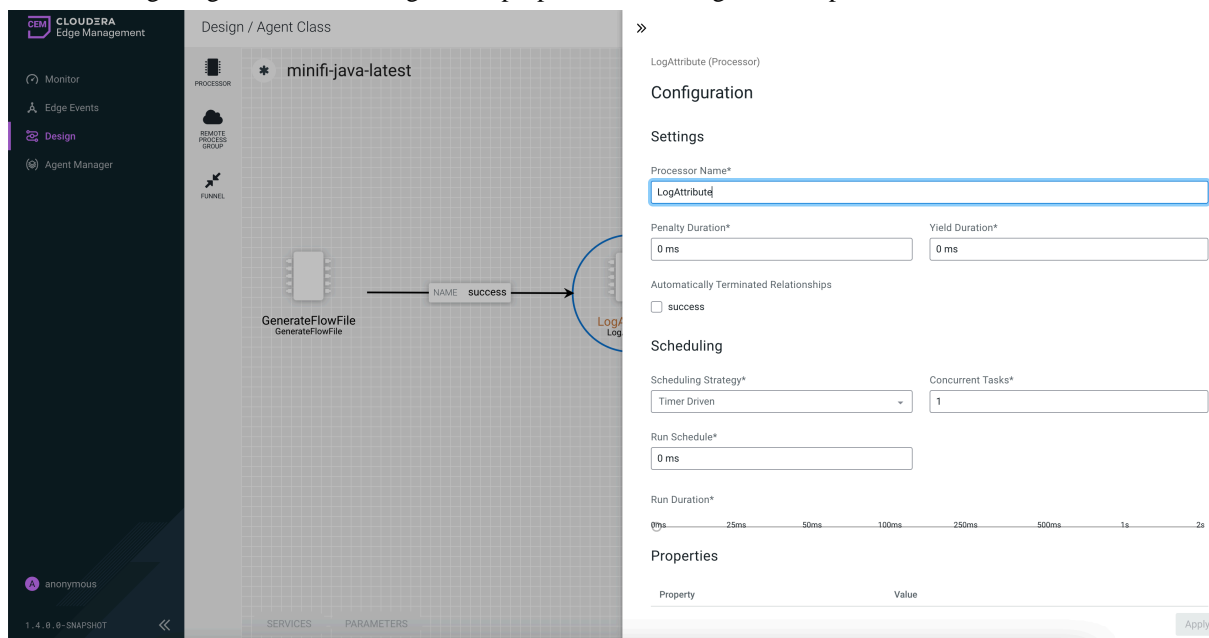 CEM CLOUDERA
Edge Management
Monitor
Edge Events
Design
Agent Manager
A anonymous
1.4.0.0-SNAPSHOT
Design / Agent Class
PROCESSOR
REMOTE
PROCESS
GROUP
FUNNEL
minifi-java-latest
GenerateFlowFile
GenerateFlowFile
NAME success
LogA
Log
SERVICES PARAMETERS
LogAttribute (Processor)
Configuration
Settings
Processor Name*
LogAttribute
Penalty Duration* Yield Duration*
0 ms 0 ms
Automatically Terminated Relationships
success
Scheduling
Scheduling Strategy* Concurrent Tasks*
Timer Driven 1
Run Schedule*
0 ms
Run Duration*
0ms 25ms 50ms 100ms 250ms 500ms 1s 2s
Properties
Property Value
Apply